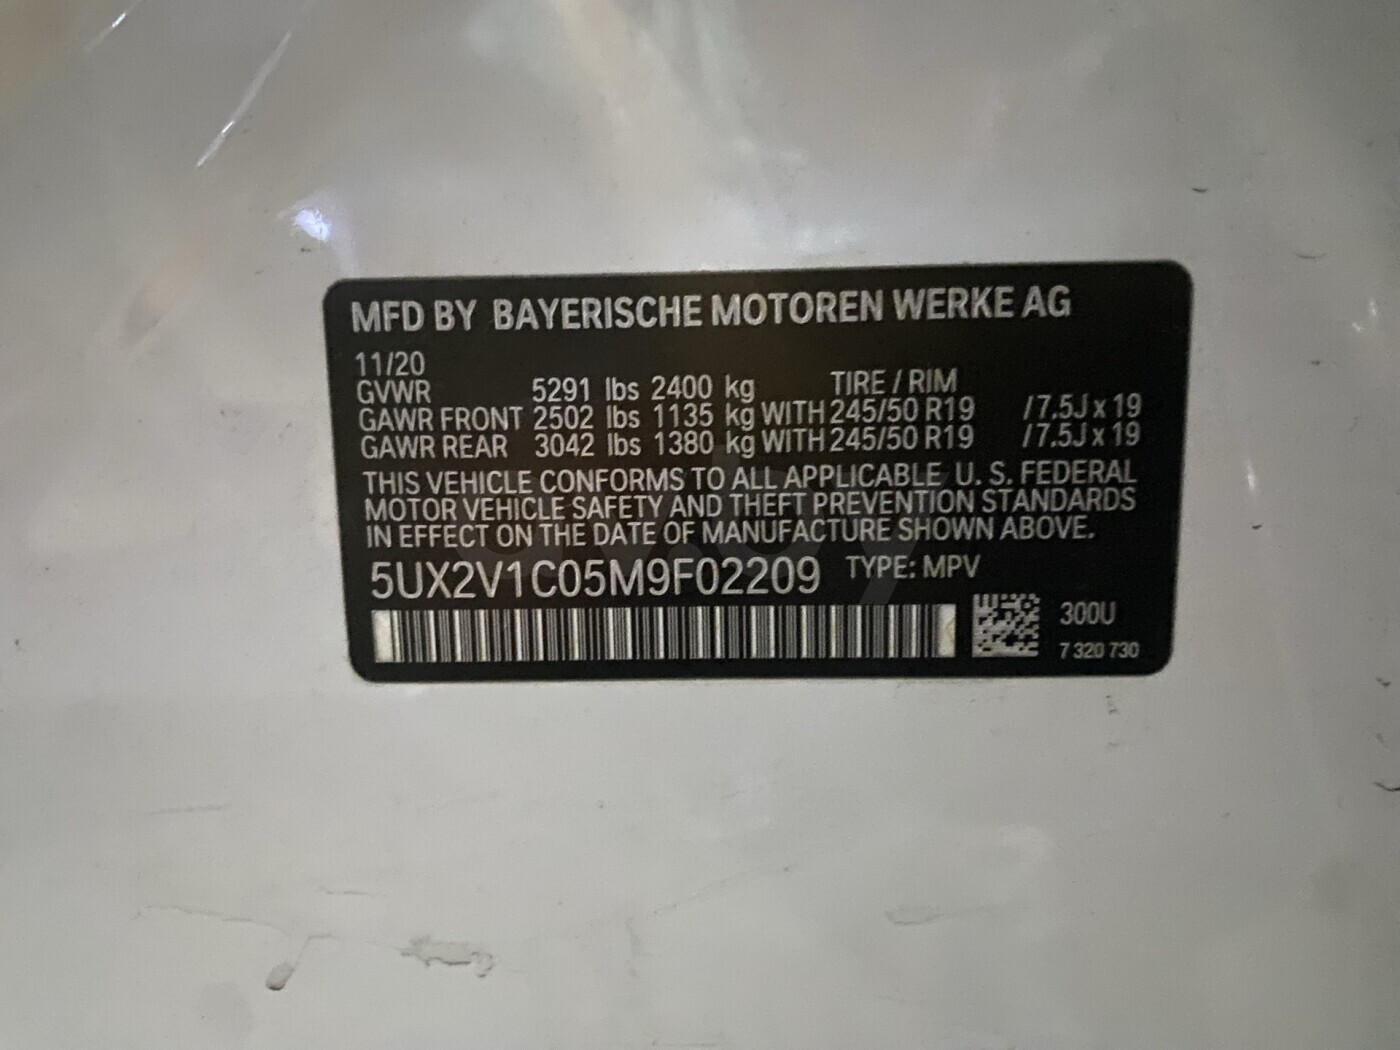 MFD BY BAYERISCHE MOTOREN WERKE AG
11/20
GVWR 5291 lbs 2400 kg TIRE / RIM
GAWR FRONT 2502 lbs 1135 kg WITH 245/50 R19 /7.5J x 19
GAWR REAR 3042 lbs 1380 kg WITH 245/50 R19 /7.5J x 19
THIS VEHICLE CONFORMS TO ALL APPLICABLE U. S. FEDERAL
MOTOR VEHICLE SAFETY AND THEFT PREVENTION STANDARDS
IN EFFECT ON THE DATE OF MANUFACTURE SHOWN ABOVE.
5UX2V1C05M9F02209 TYPE: MPV
300U
7 320 730